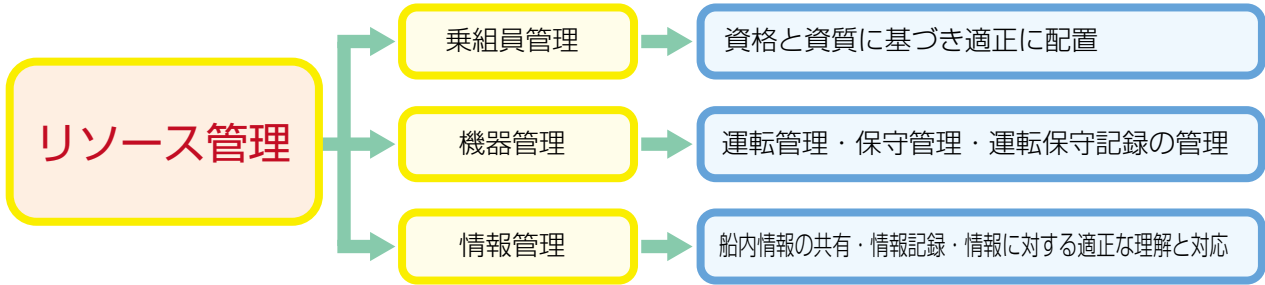 リソース管理
乗組員管理
資格と資質に基づき適正に配置
機器管理
運転管理・保守管理・運転保守記録の管理
情報管理
船内情報の共有・情報記録・情報に対する適正な理解と対応